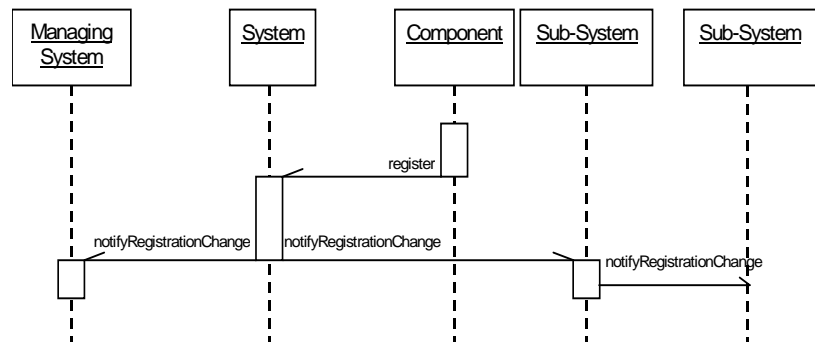 Managing
System
System
Component
Sub-System
Sub-System
register
notifyRegistrationChange
notifyRegistrationChange
notifyRegistrationChange